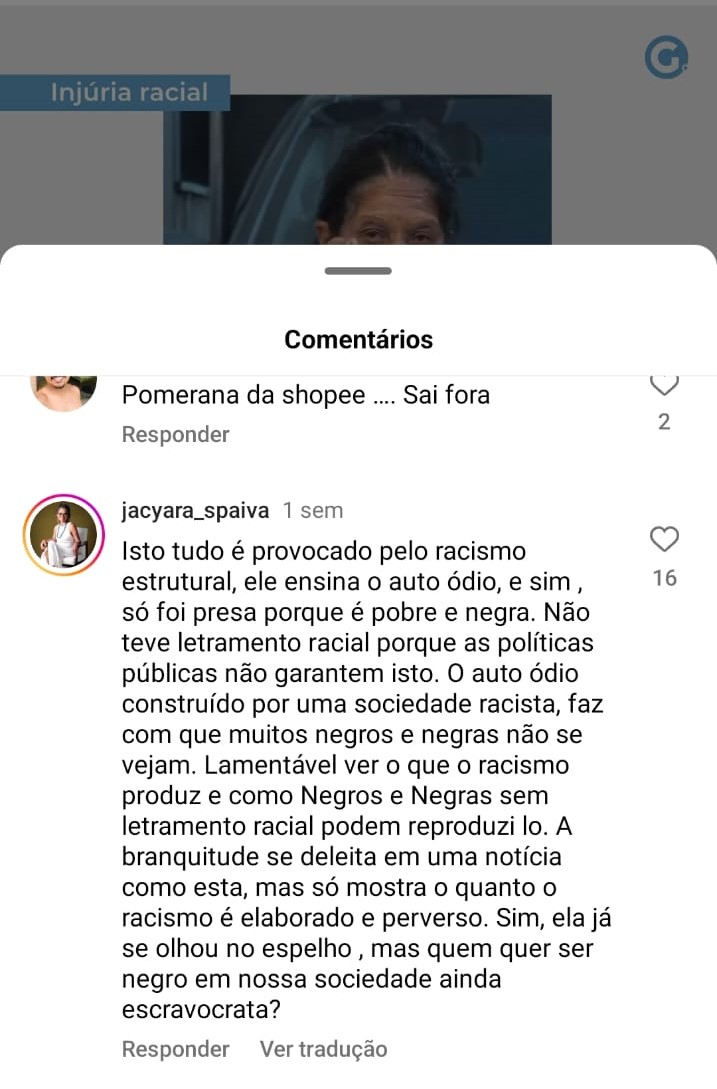 G.
Injúria racial
Comentários
Pomerana da shopee .... Sai fora
2
Responder
jacyara_spaiva 1 sem
Isto tudo é provocado pelo racismo
estrutural, ele ensina o auto ódio, e sim ,
só foi presa porque é pobre e negra. Não
teve letramento racial porque as políticas
públicas não garantem isto. O auto ódio
construído por uma sociedade racista, faz
com que muitos negros e negras não se
vejam. Lamentável ver o que o racismo
produz e como Negros e Negras sem
letramento racial podem reproduzi lo. A
branquitude se deleita em uma notícia
como esta, mas só mostra o quanto o
racismo é elaborado e perverso. Sim, ela já
se olhou no espelho , mas quem quer ser
negro em nossa sociedade ainda
escravocrata?
16
Responder Ver tradução